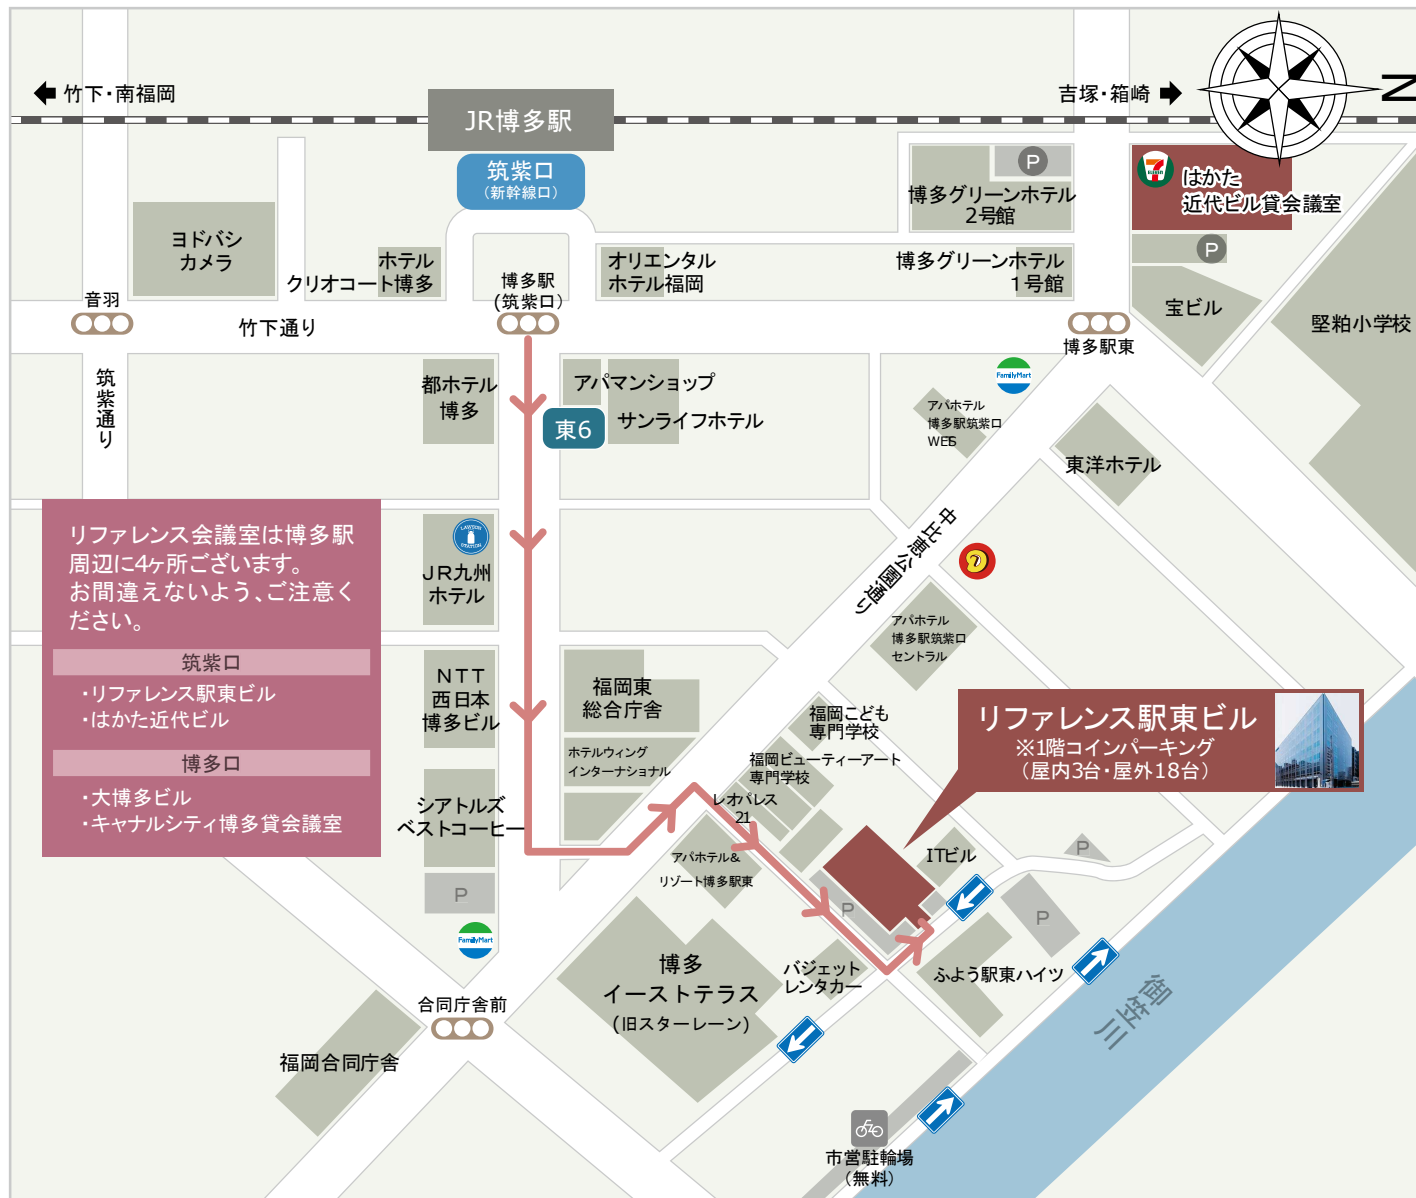 竹下・南福岡
JR博多駅
筑紫口
(新幹線口)
吉塚・箱崎
N
P
博多グリーンホテル
2号館
はかた
近代ビル貸会議室
P
ヨドバシ
カメラ
ホテル
クリオコート博多
博多駅
(筑紫口)
オリエンタル
ホテル福岡
博多グリーンホテル
1号館
宝ビル
堅粕小学校
音羽
竹下通り
博多駅東
筑紫通り
都ホテル
博多
アパマンショップ
サンライフホテル
東6
FamilyMart
アパホテル
博多駅筑紫口
WEST
東洋ホテル
中比恵公園通り
リファレンス会議室は博多駅
周辺に4ヶ所ございます。
お間違えないよう、ご注意く
ださい。
筑紫口
・リファレンス駅東ビル
・はかた近代ビル
博多口
・大博多ビル
・キャナルシティ博多貸会議室
LAWSON
STATION
JR九州
ホテル
アパホテル
博多駅筑紫口
セントラル
NTT
西日本
博多ビル
福岡東
総合庁舎
ホテルウィング
インターナショナル
福岡こども
専門学校
福岡ビューティーアート
専門学校
レオパレス
21
リファレンス駅東ビル
※1階コインパーキング
(屋内3台・屋外18台)
シアトルズ
ベストコーヒー
P
FamilyMart
アパホテル&
リゾート博多駅東
ITビル
P
P
P
博多
イーストテラス
(旧スターレーン)
バジェット
レンタカー
ふよう駅東ハイツ
御笠川
合同庁舎前
福岡合同庁舎
市営駐輪場
(無料)